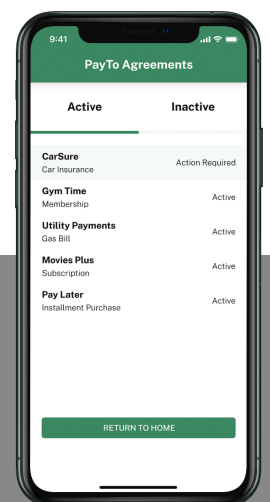 9:41
PayTo Agreements
Active Inactive
CarSure
Car Insurance
Action Required
Gym Time
Membership
Active
Utility Payments
Gas Bill
Active
Movies Plus
Subscription
Active
Pay Later
Installment Purchase
Active
RETURN TO HOME